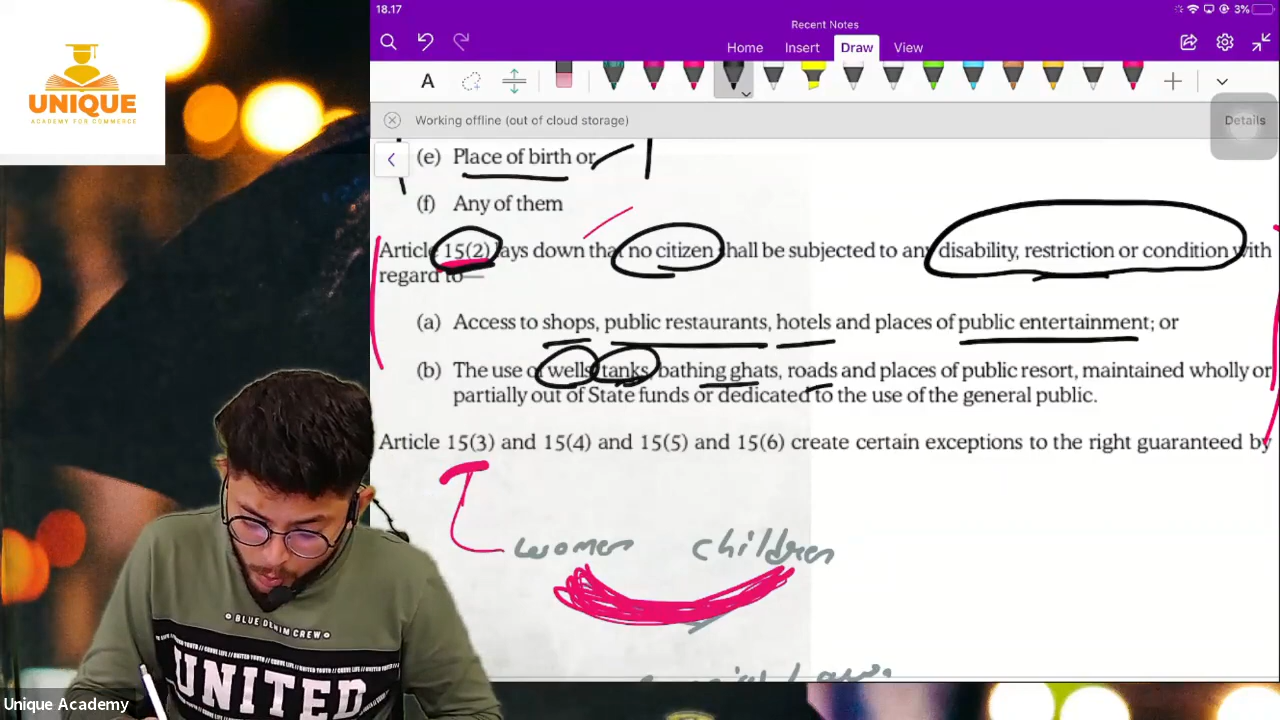 18.17
3%
Recent Notes
Home Insert Draw View
A
Working offline (out of cloud storage)
Details
UNIQUE
ACADEMY FOR COMMERCE
(e) Place of birth or
(f) Any of them
Article 15(2) lays down that no citizen shall be subjected to any disability, restriction or condition with
regard to—
(a) Access to shops, public restaurants, hotels and places of public entertainment; or
(b) The use of wells, tanks, bathing ghats, roads and places of public resort, maintained wholly or
partially out of State funds or dedicated to the use of the general public.
Article 15(3) and 15(4) and 15(5) and 15(6) create certain exceptions to the right guaranteed by
women children
Laws.
BLUE DENIM CREW
UNITED
Unique Academy